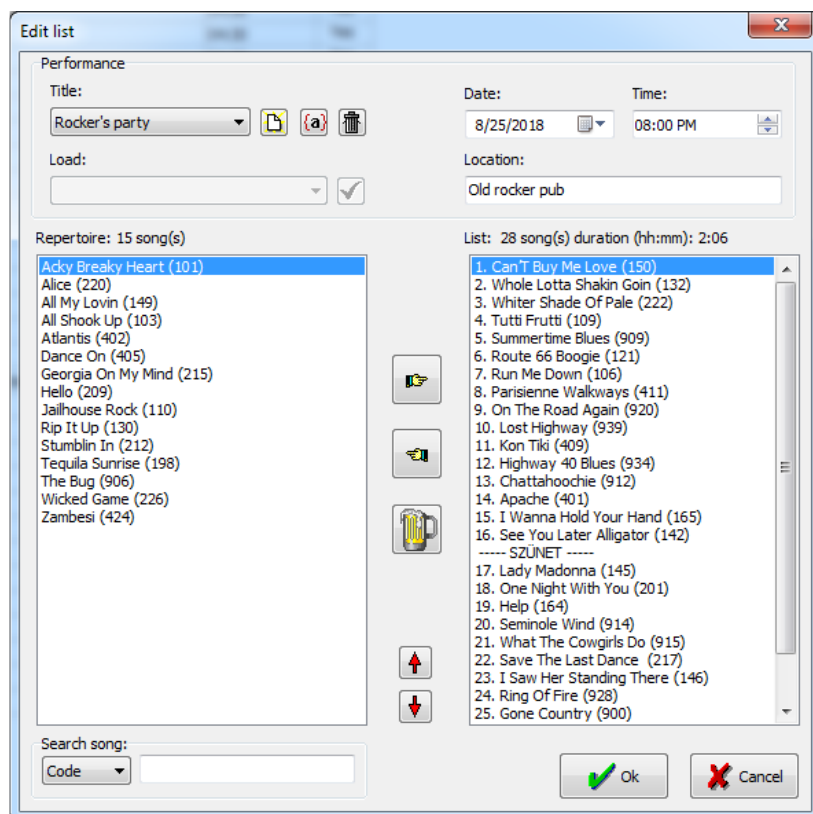 Edit list
Performance
Title:
Date:
Time:
Rocker's party
{a}
8/25/2018
08:00 PM
Load:
Location:
Old rocker pub
Repertoire: 15 song(s)
Acky Breaky Heart (101)
Alice (220)
All My Lovin (149)
All Shook Up (103)
Atlantis (402)
Dance On (405)
Georgia On My Mind (215)
Hello (209)
Jailhouse Rock (110)
Rip It Up (130)
Stumblin In (212)
Tequila Sunrise (198)
The Bug (906)
Wicked Game (226)
Zambesi (424)
List: 28 song(s) duration (hh:mm): 2:06
1. Can'T Buy Me Love (150)
2. Whole Lotta Shakin Goin (132)
3. Whiter Shade Of Pale (222)
4. Tutti Frutti (109)
5. Summertime Blues (909)
6. Route 66 Boogie (121)
7. Run Me Down (106)
8. Parisienne Walkways (411)
9. On The Road Again (920)
10. Lost Highway (939)
11. Kon Tiki (409)
12. Highway 40 Blues (934)
13. Chattahoochie (912)
14. Apache (401)
15. I Wanna Hold Your Hand (165)
16. See You Later Alligator (142)
----- SZÜNET -----
17. Lady Madonna (145)
18. One Night With You (201)
19. Help (164)
20. Seminole Wind (914)
21. What The Cowgirls Do (915)
22. Save The Last Dance (217)
23. I Saw Her Standing There (146)
24. Ring Of Fire (928)
25. Gone Country (900)
Search song:
Code
Ok
Cancel